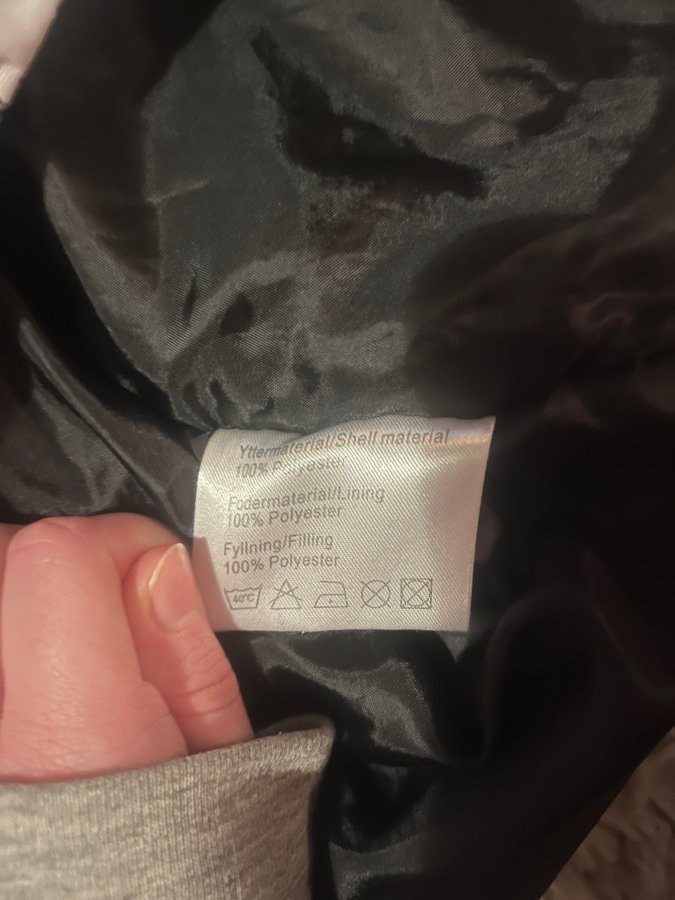 Yttermaterial/Shell material
100% Polyester
Fodermaterial/Lining
100% Polyester
Fyllning/Filling
100% Polyester
40°C